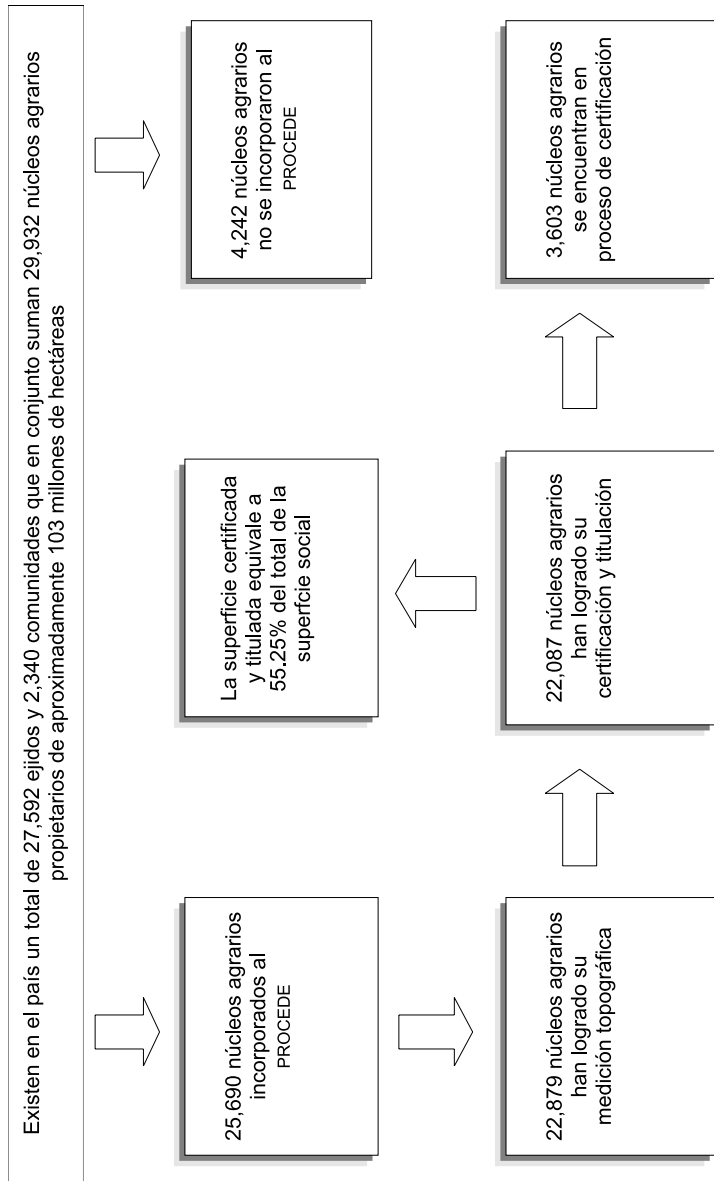 Existen en el país un total de 27,592 ejidos y 2,340 comunidades que en conjunto suman 29,932 núcleos agrarios
propietarios de aproximadamente 103 millones de hectáreas
25,690 núcleos agrarios
incorporados al
PROCEDE
4,242 núcleos agrarios
no se incorporaron al
PROCEDE
La superficie certificada
y titulada equivale a
55.25% del total de la
superfcie social
22,879 núcleos agrarios
han logrado su
medición topográfica
22,087 núcleos agrarios
han logrado su
certificación y titulación
3,603 núcleos agrarios
se encuentran en
proceso de certificación